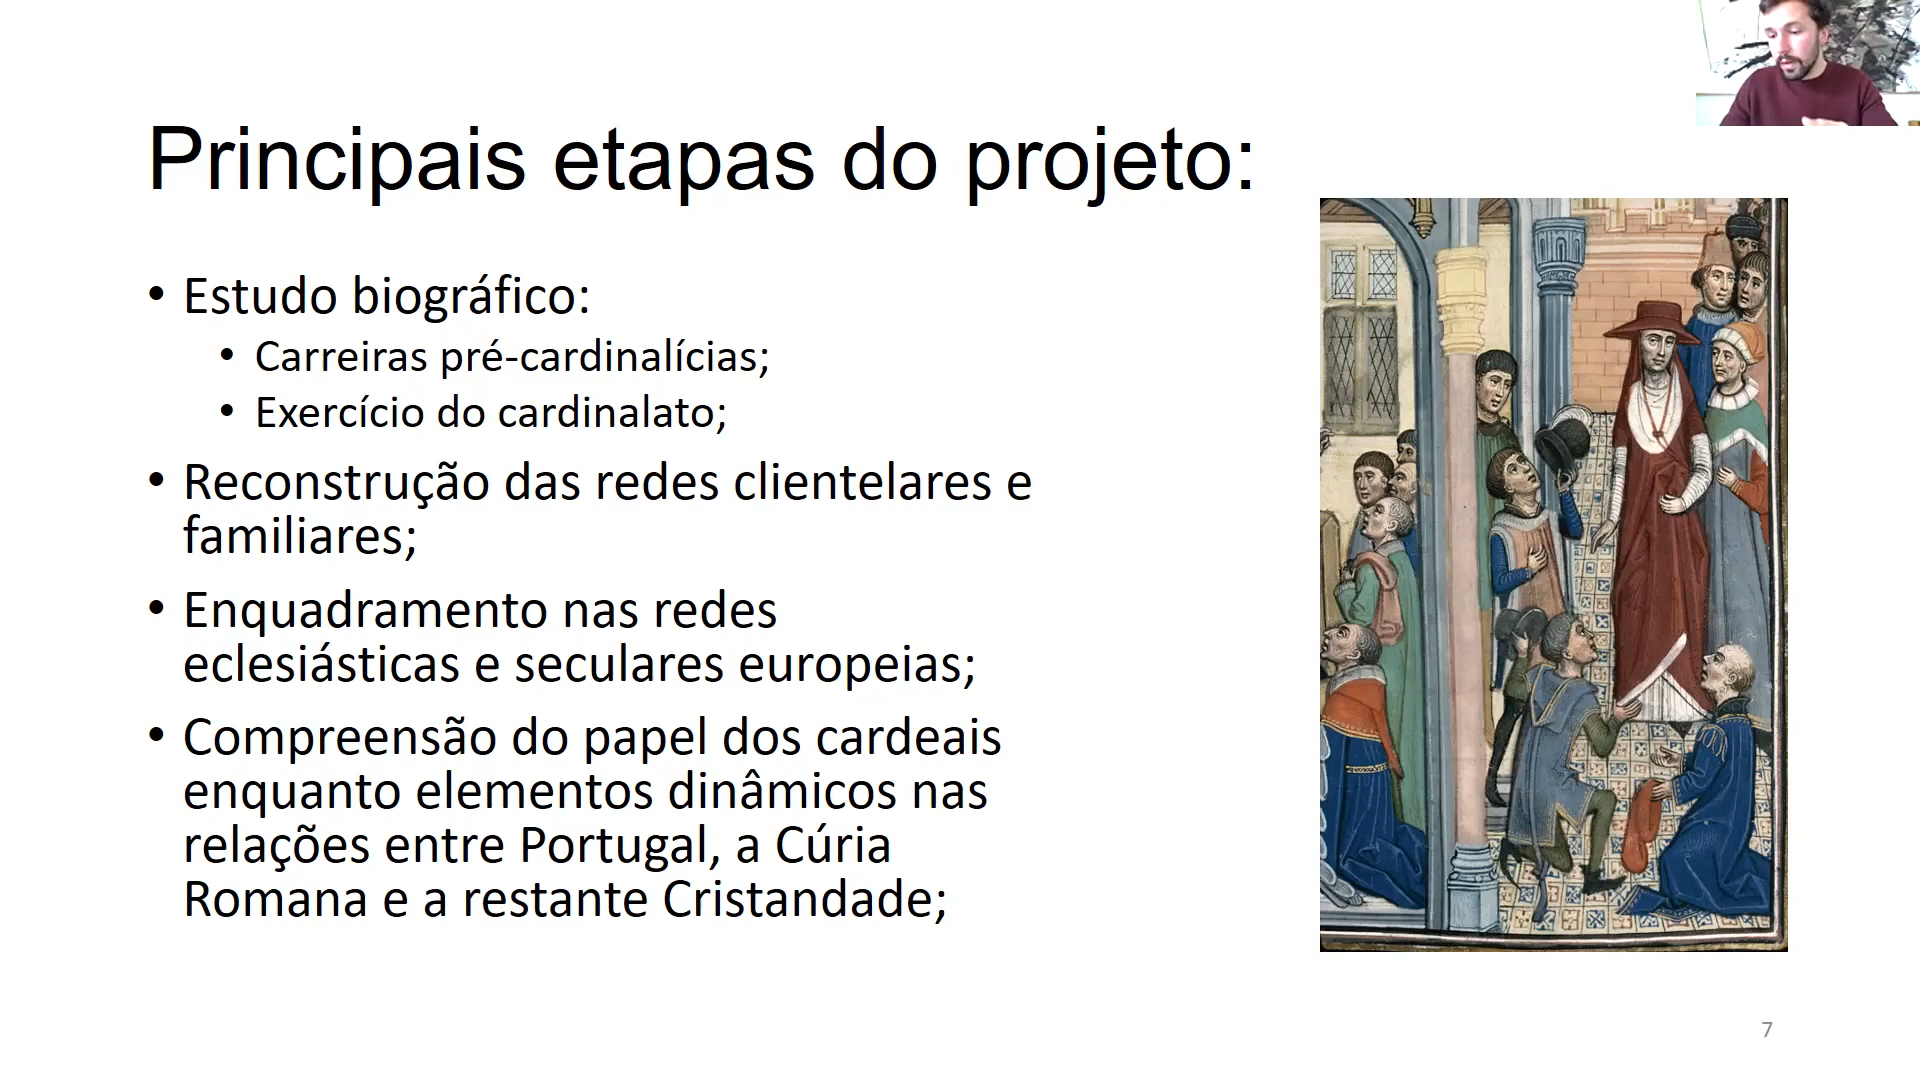 Principais etapas do projeto:
• Estudo biográfico:
• Carreiras pré-cardinalícias;
• Exercício do cardinalato;
• Reconstrução das redes clientelares e
familiares;
• Enquadramento nas redes
eclesiásticas e seculares europeias;
• Compreensão do papel dos cardeais
enquanto elementos dinâmicos nas
relações entre Portugal, a Cúria
Romana e a restante Cristandade;
7